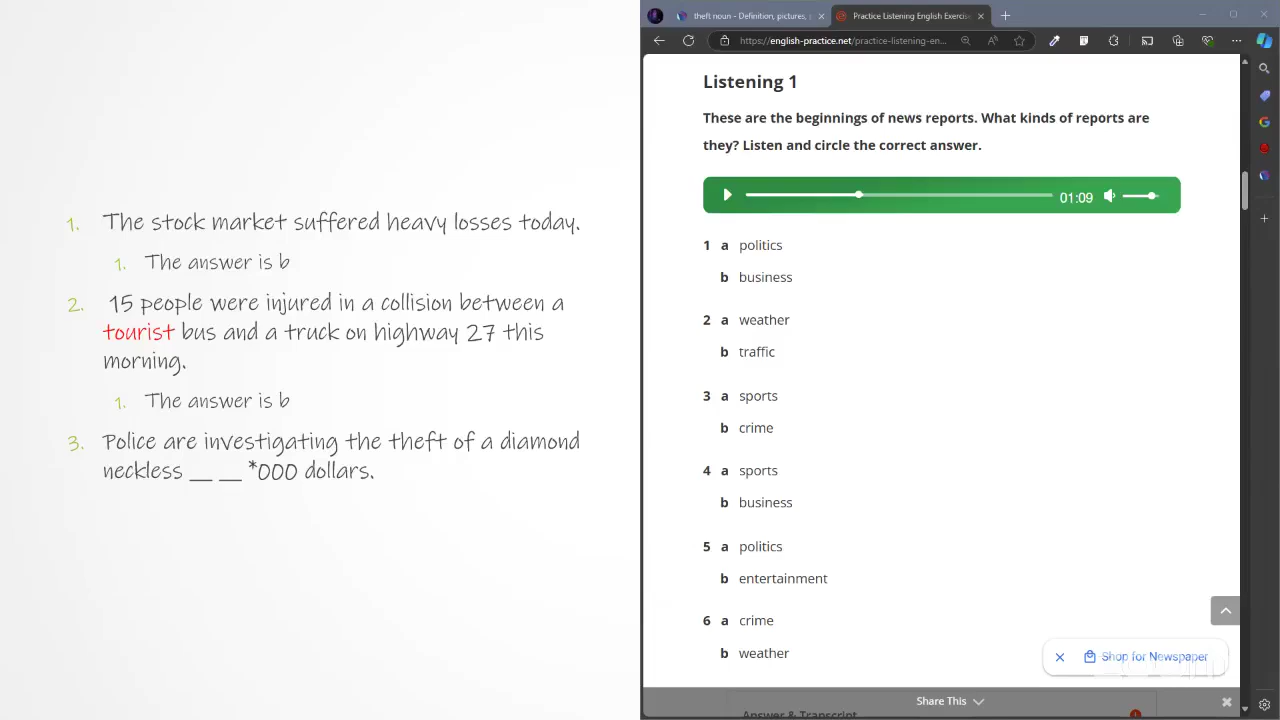 1. The stock market suffered heavy losses today.
1. The answer is b
2. 15 people were injured in a collision between a
tourist bus and a truck on highway 27 this
morning.
1. The answer is b
3. Police are investigating the theft of a diamond
neckless __ __ *000 dollars.
theft noun - Definition, pictures,
Practice Listening English Exercise
https://english-practice.net/practice-listening-en...
Listening 1
These are the beginnings of news reports. What kinds of reports are
they? Listen and circle the correct answer.
01:09
1 a politics
b business
2 a weather
b traffic
3 a sports
b crime
4 a sports
b business
5 a politics
b entertainment
6 a crime
b weather
Shop for Newspaper
Share This
Answer & Transcript